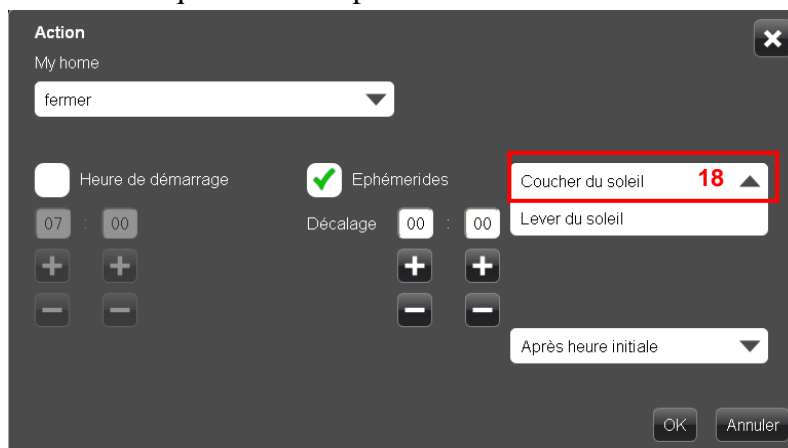 Action
My home
fermer
Heure de démarrage
Ephémerides
Coucher du soleil 18
07 : 00
Décalage 00 : 00
Lever du soleil
Après heure initiale
OK Annuler